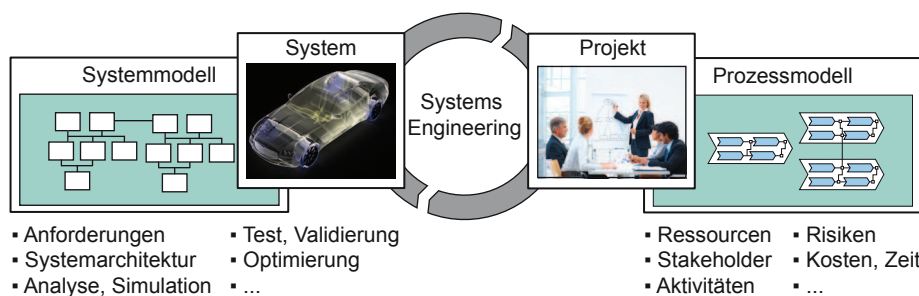 Systemmodell
System
Systems
Engineering
Projekt
Prozessmodell
▪ Anforderungen
▪ Systemarchitektur
▪ Analyse, Simulation
▪ Test, Validierung
▪ Optimierung
▪ ...
▪ Ressourcen
▪ Stakeholder
▪ Aktivitäten
▪ Risiken
▪ Kosten, Zeit
▪ ...